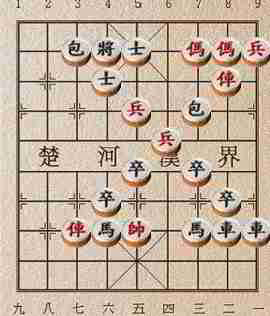 1 2 3 4 5 6 7 8 9
包 將 士 傌 傌 兵
士 俥
兵 包
兵
楚 河 漢 界
卒 卒
卒 卒
俥 馬 帥 馬 車 車
九 八 七 六 五 四 三 二 一